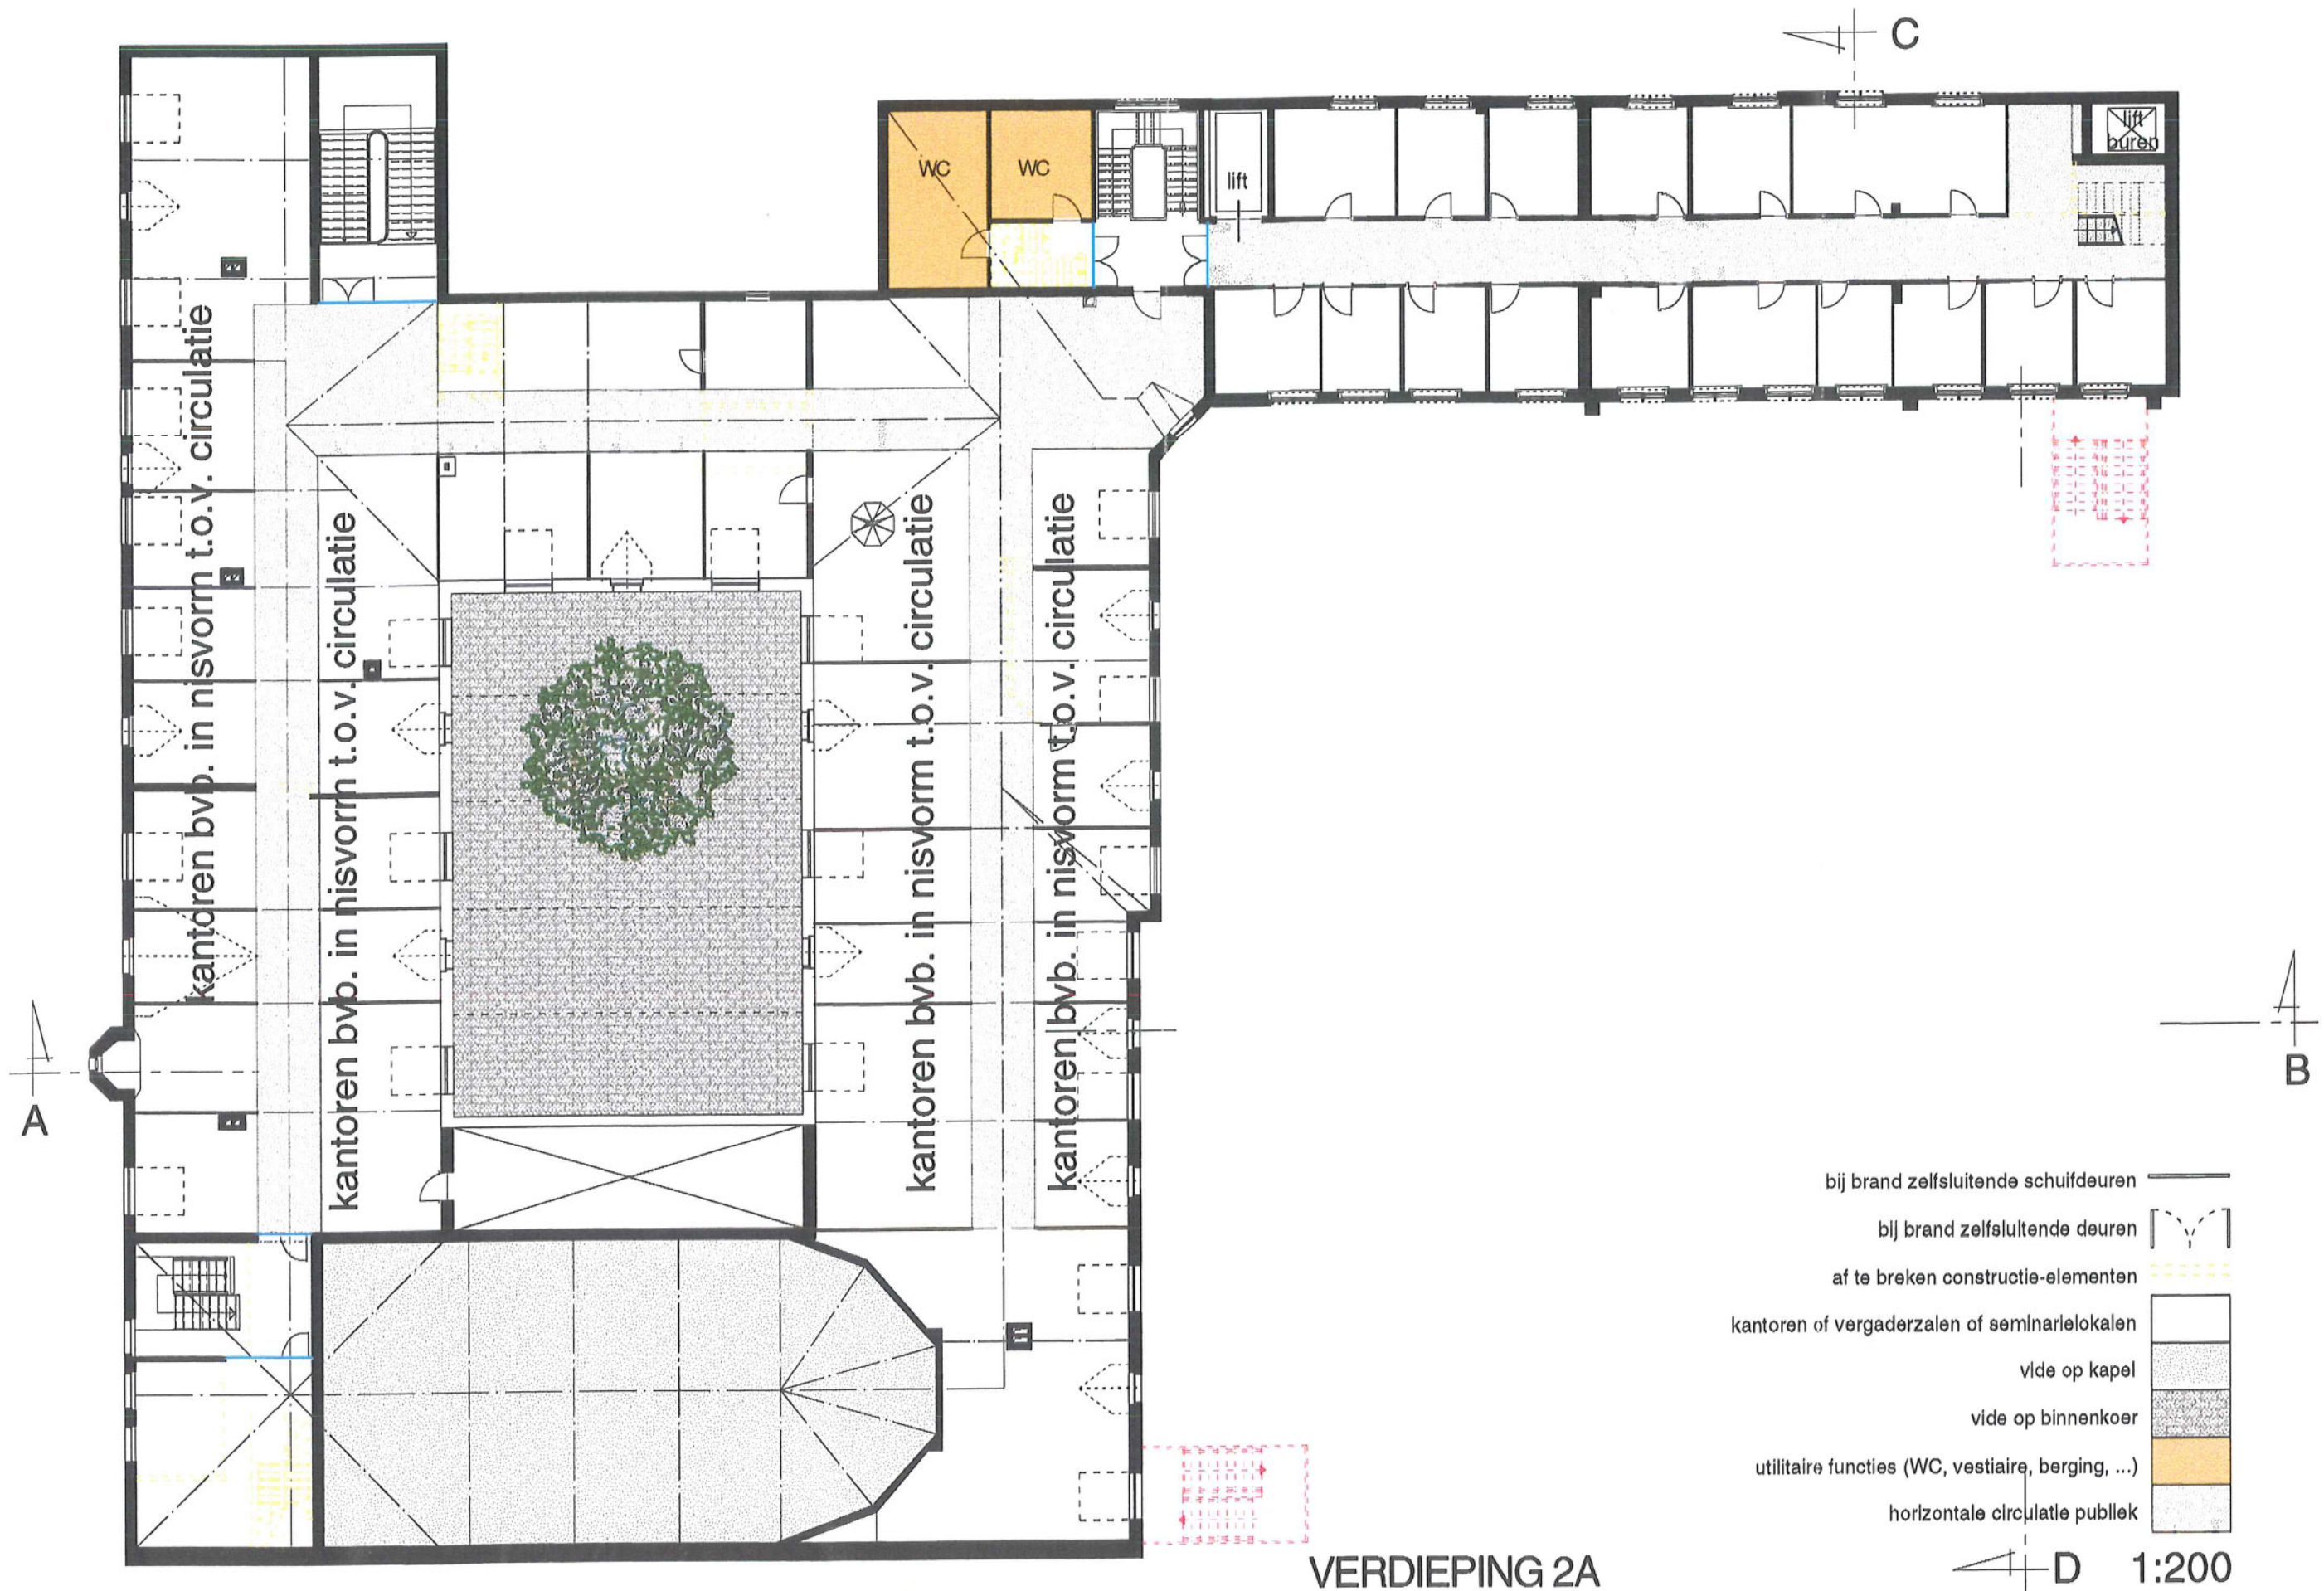 C
lift
buren
WC
WC
lift
kantoren bvb. in nisvorm t.o.v. circulatie
kantoren bvb. in nisvorm t.o.v. circulatie
kantoren bvb. in nisvorm t.o.v. circulatie
kantoren bvb. in nisvorm t.o.v. circulatie
A
B
bij brand zelfsluitende schuifdeuren
bij brand zelfsluitende deuren
af te breken constructie-elementen
kantoren of vergaderzalen of seminarielokalen
vide op kapel
vide op binnenkoer
utilitaire functies (WC, vestiaire, berging, ...)
horizontale circulatie publiek
VERDIEPING 2A
D
1:200